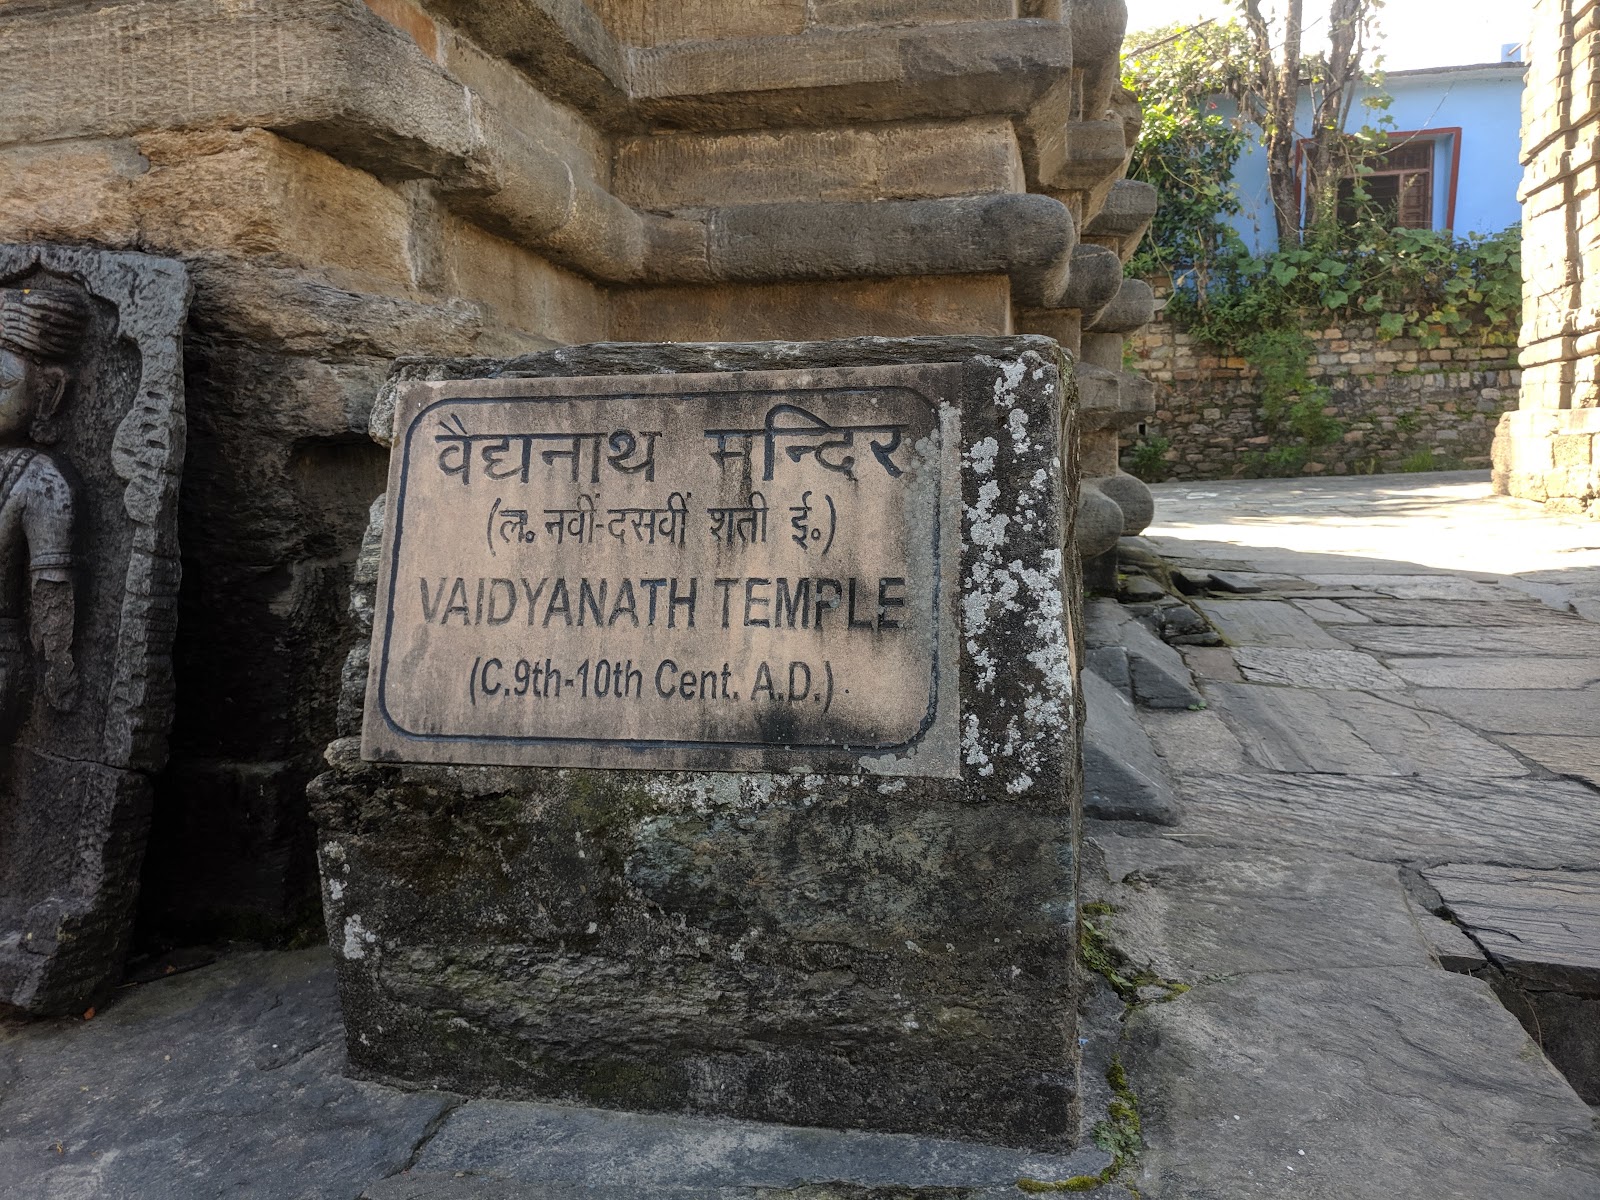 वैद्यनाथ मन्दिर
(ल॰ नवीं-दसवीं शती ई॰)
VAIDYANATH TEMPLE
(C.9th-10th Cent. A.D.)